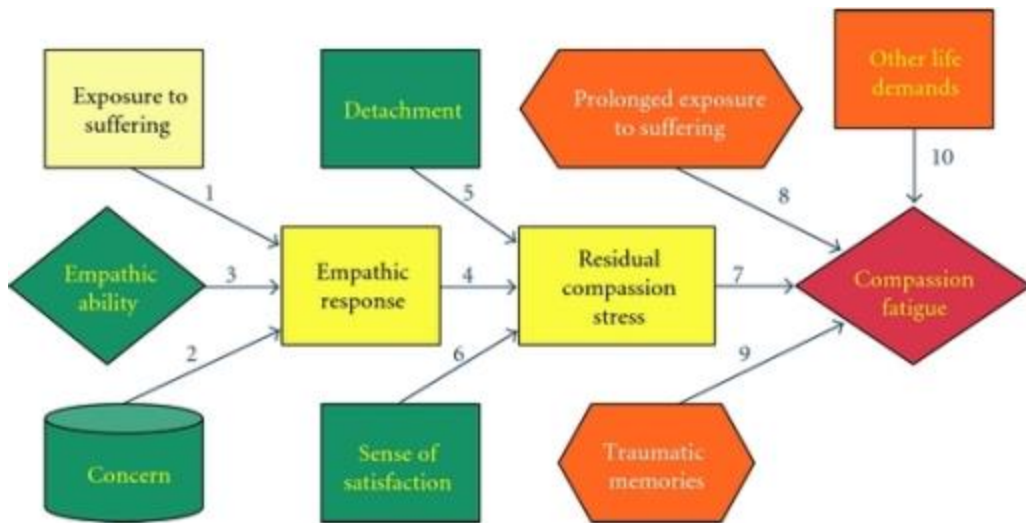 Exposure to
suffering
Detachment
Prolonged exposure
to suffering
Other life
demands
1
5
8
10
Empathic
ability
3
Empathic
response
4
Residual
compassion
stress
7
Compassion
fatigue
2
6
9
Concern
Sense of
satisfaction
Traumatic
memories